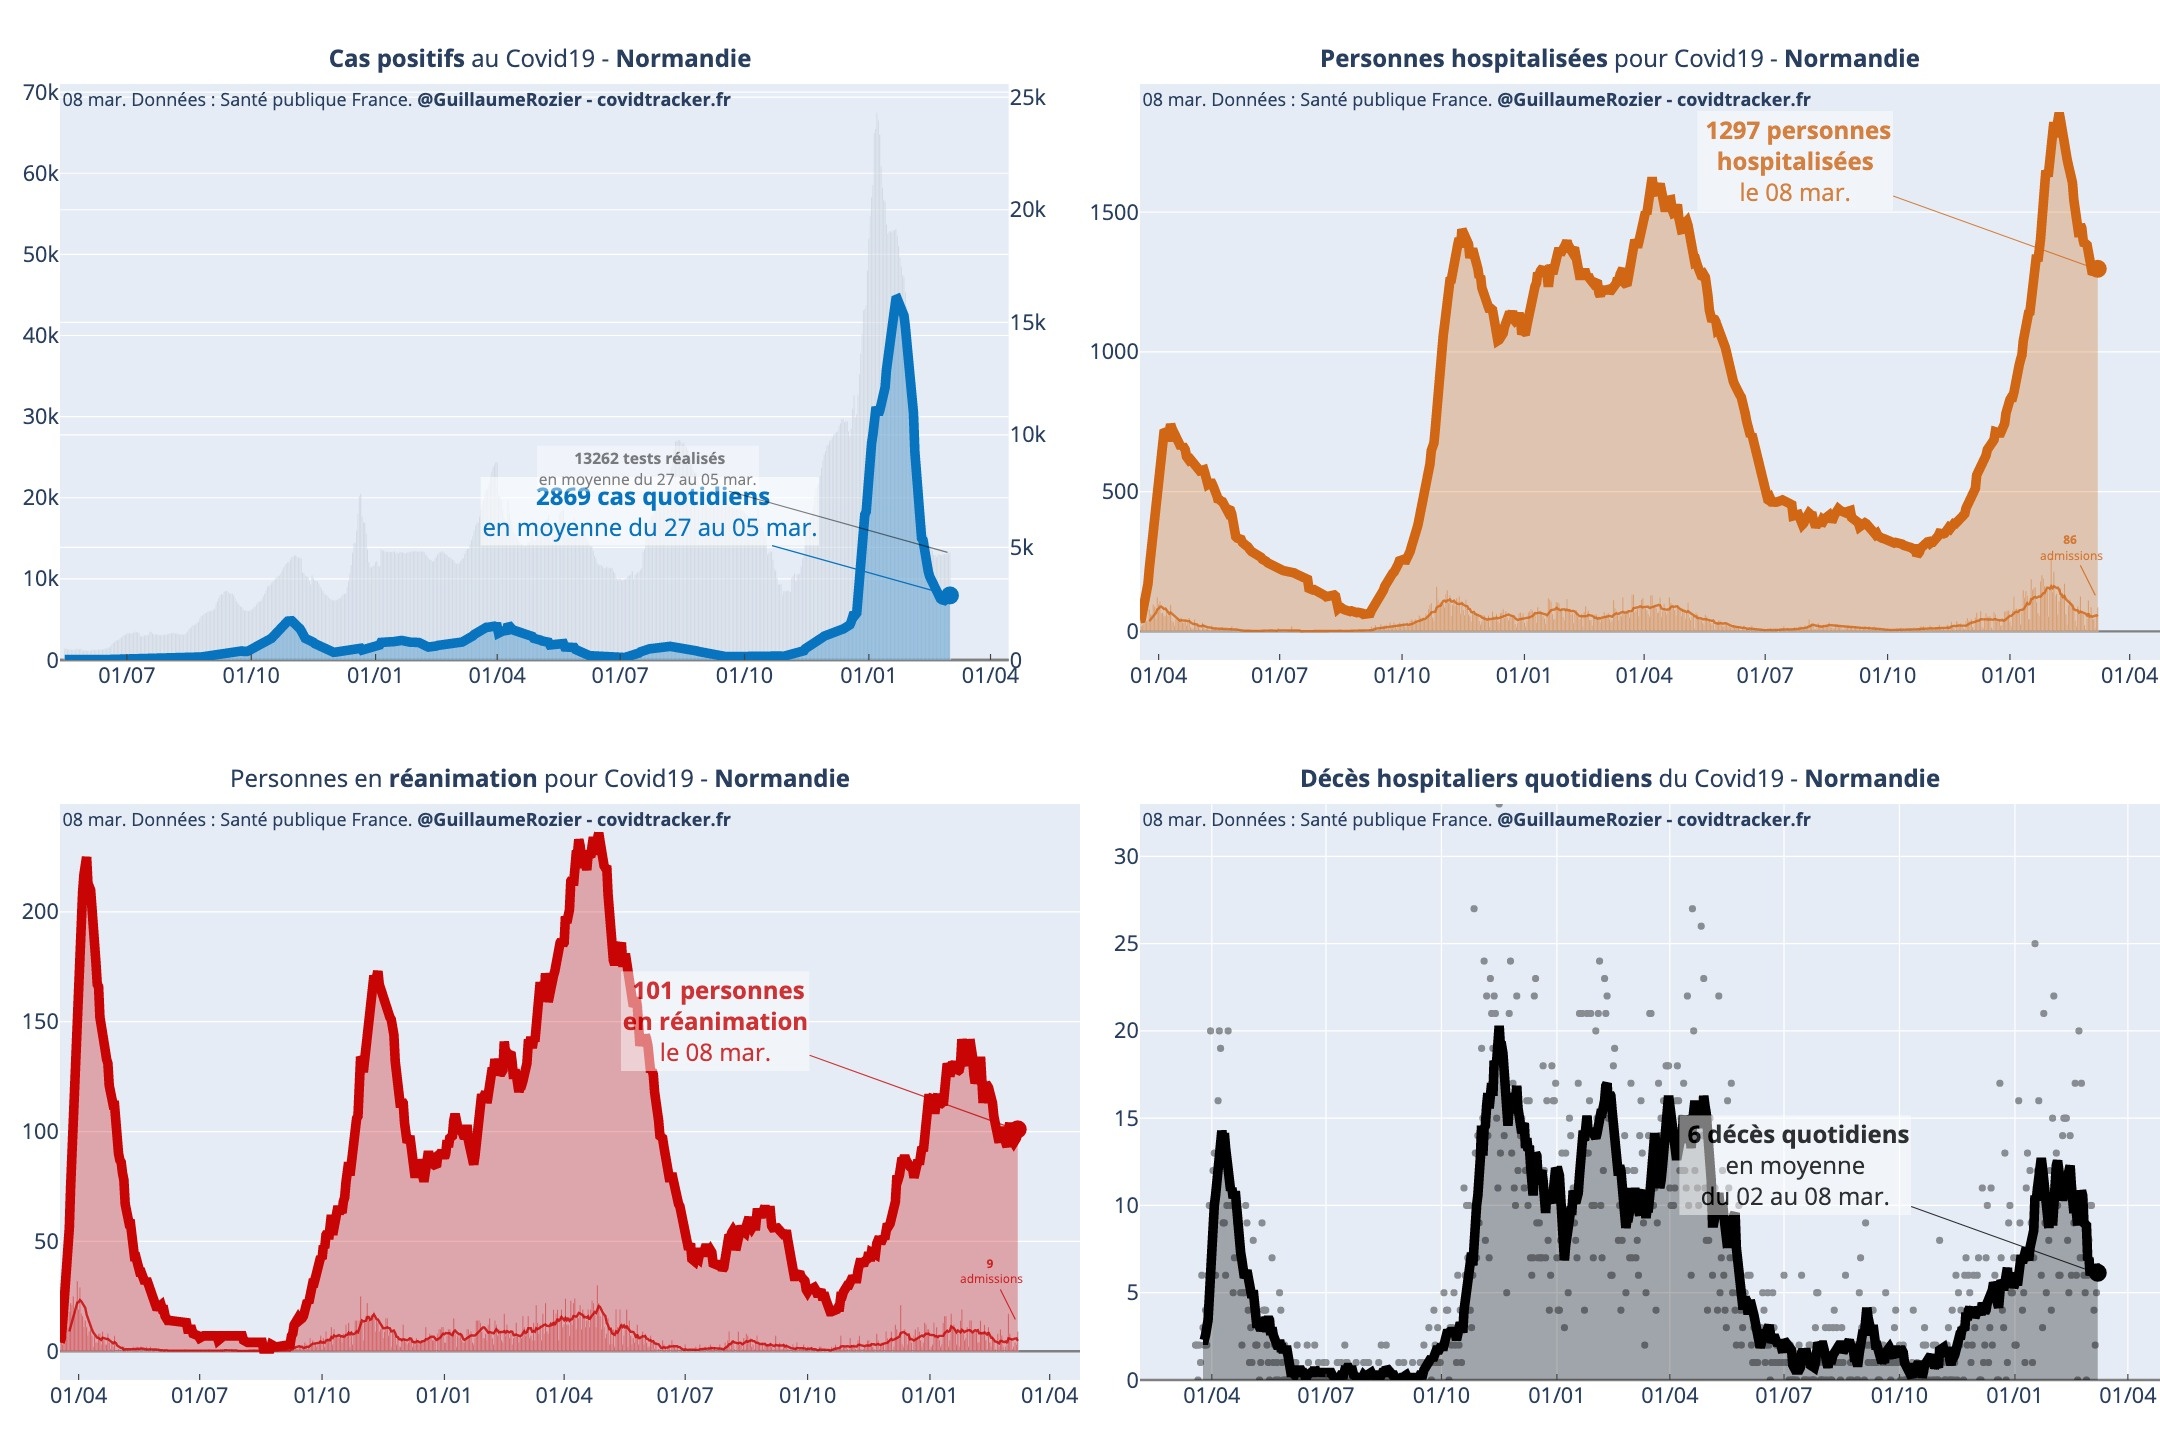 Cas positifs au Covid19 - Normandie
08 mar. Données : Santé publique France. @GuillaumeRozier - covidtracker.fr
70k
60k
50k
40k
30k
20k
10k
0
25k
20k
15k
10k
5k
0
13262 tests réalisés
en moyenne du 27 au 05 mar.
2869 cas quotidiens
en moyenne du 27 au 05 mar.
01/07 01/10 01/01 01/04 01/07 01/10 01/01 01/04
Personnes hospitalisées pour Covid19 - Normandie
08 mar. Données : Santé publique France. @GuillaumeRozier - covidtracker.fr
1297 personnes
hospitalisées
le 08 mar.
1500
1000
500
0
86
admissions
01/04 01/07 01/10 01/01 01/04 01/07 01/10 01/01 01/04
Personnes en réanimation pour Covid19 - Normandie
08 mar. Données : Santé publique France. @GuillaumeRozier - covidtracker.fr
200
150
100
50
0
101 personnes
en réanimation
le 08 mar.
9
admissions
01/04 01/07 01/10 01/01 01/04 01/07 01/10 01/01 01/04
Décès hospitaliers quotidiens du Covid19 - Normandie
08 mar. Données : Santé publique France. @GuillaumeRozier - covidtracker.fr
30
25
20
15
10
5
0
6 décès quotidiens
en moyenne
du 02 au 08 mar.
01/04 01/07 01/10 01/01 01/04 01/07 01/10 01/01 01/04